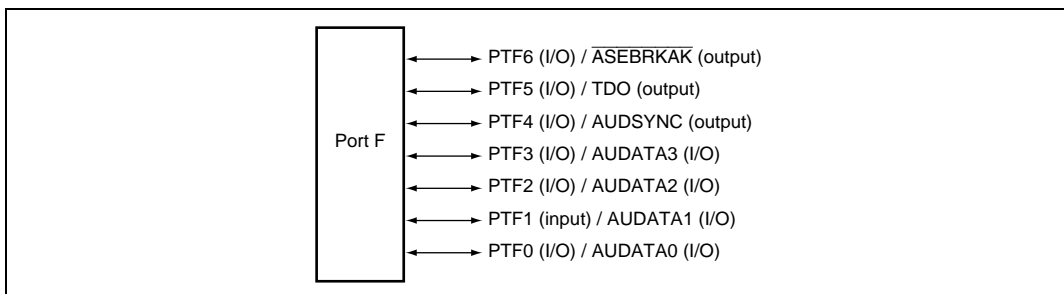 PTF6 (I/O) / ASEBRKAK (output)
PTF5 (I/O) / TDO (output)
PTF4 (I/O) / AUDSYNC (output)
Port F
PTF3 (I/O) / AUDATA3 (I/O)
PTF2 (I/O) / AUDATA2 (I/O)
PTF1 (input) / AUDATA1 (I/O)
PTF0 (I/O) / AUDATA0 (I/O)